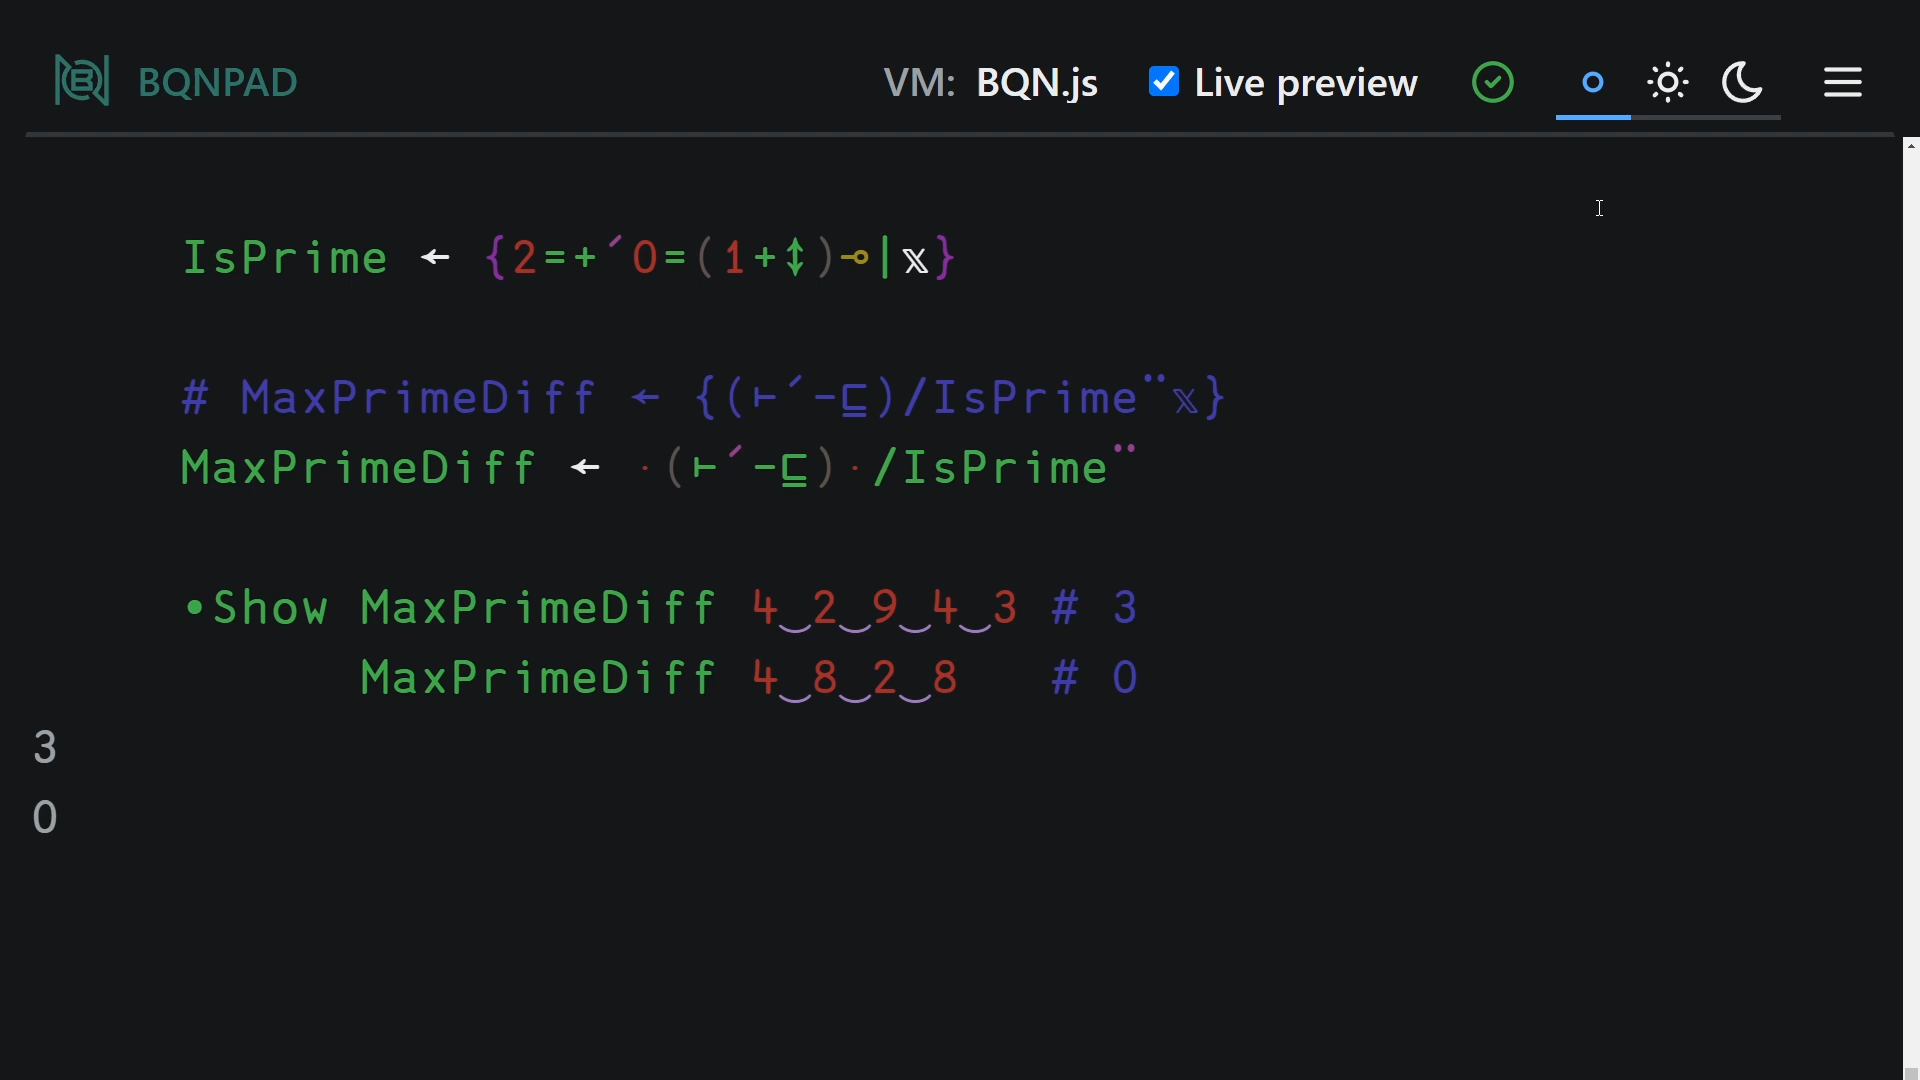 BQNPAD VM: BQN.js Live preview
IsPrime ← {2=+´0=(1+↕)⊸|𝕩}
# MaxPrimeDiff ← {(⊢´-⊑)/IsPrime¨𝕩}
MaxPrimeDiff ← ·(⊢´-⊑)·/IsPrime¨
•Show MaxPrimeDiff 4‿2‿9‿4‿3 # 3
MaxPrimeDiff 4‿8‿2‿8 # 0
3
0